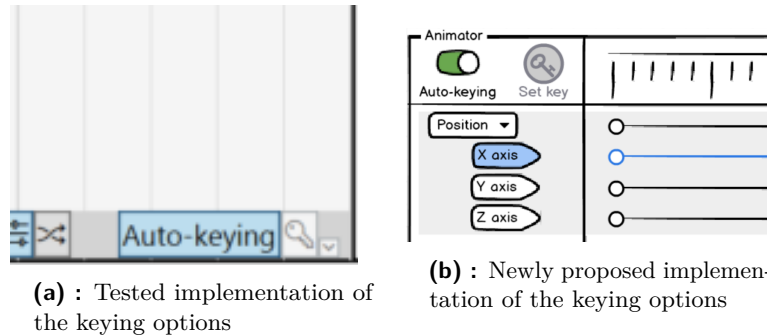 Auto-keying
(a) : Tested implementation of
the keying options
Animator
Auto-keying Set key
Position
X axis
Y axis
Z axis
(b) : Newly proposed implemen-
tation of the keying options